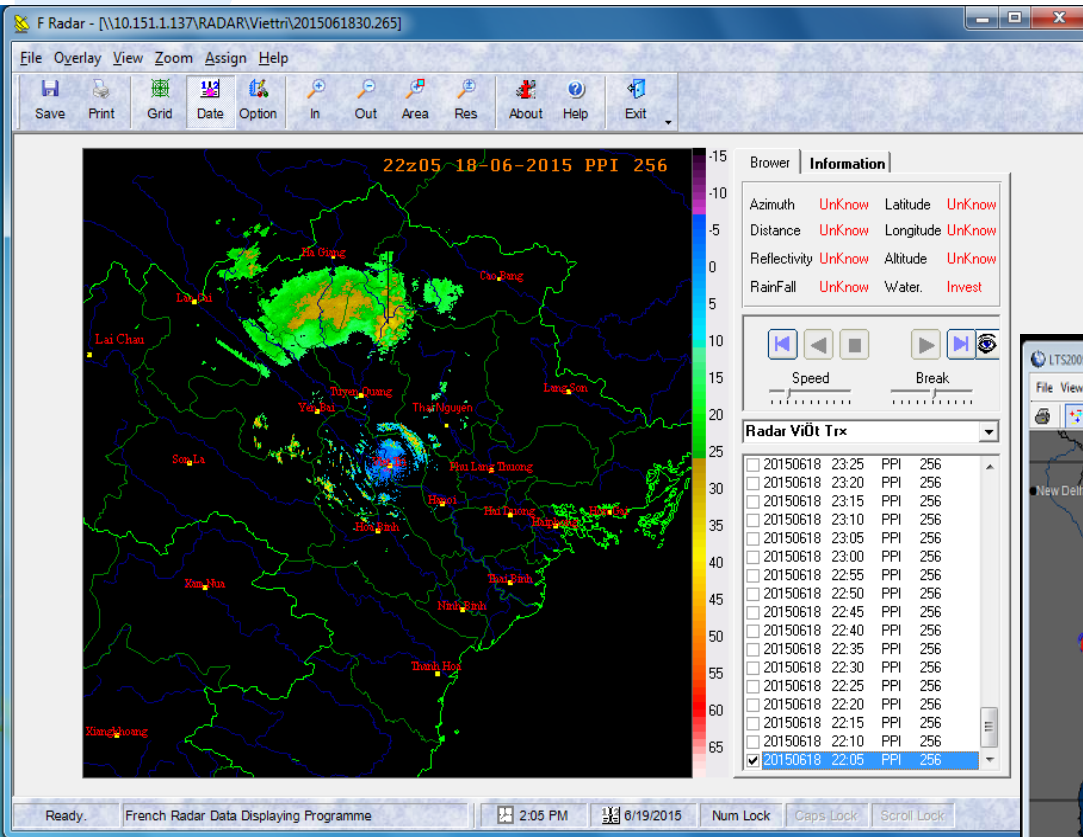 F Radar - [\\10.151.1.137\RADAR\Viettri\2015061830.265]
File Overlay View Zoom Assign Help
Save Print Grid Date Option In Out Area Res About Help Exit
22z05 18-06-2015 PPI 256
Ha Giang
Cao Bang
Lao Cai
Lai Chau
Tuyen Quang
Yen Bai
Thai Nguyen
Lang Son
Son La
Phu Lang Thuong
Hanoi
Hai Duong
Hoa Binh
Xam Nua
Thai Binh
Ninh Binh
Thanh Hoa
Xiangkhoang
-15
-10
-5
0
5
10
15
20
25
30
35
40
45
50
55
60
65
Brower Information
Azimuth UnKnow Latitude UnKnow
Distance UnKnow Longitude UnKnow
Reflectivity UnKnow Altitude UnKnow
RainFall UnKnow Water. Invest
Speed Break
Radar ViÖt Tr×
20150618 23:25 PPI 256
20150618 23:20 PPI 256
20150618 23:15 PPI 256
20150618 23:10 PPI 256
20150618 23:05 PPI 256
20150618 23:00 PPI 256
20150618 22:55 PPI 256
20150618 22:50 PPI 256
20150618 22:45 PPI 256
20150618 22:40 PPI 256
20150618 22:35 PPI 256
20150618 22:30 PPI 256
20150618 22:25 PPI 256
20150618 22:20 PPI 256
20150618 22:15 PPI 256
20150618 22:10 PPI 256
20150618 22:05 PPI 256
Ready. French Radar Data Displaying Programme 2:05 PM 6/19/2015 Num Lock Caps Lock Scroll Lock
LTS200
File View
New Delh